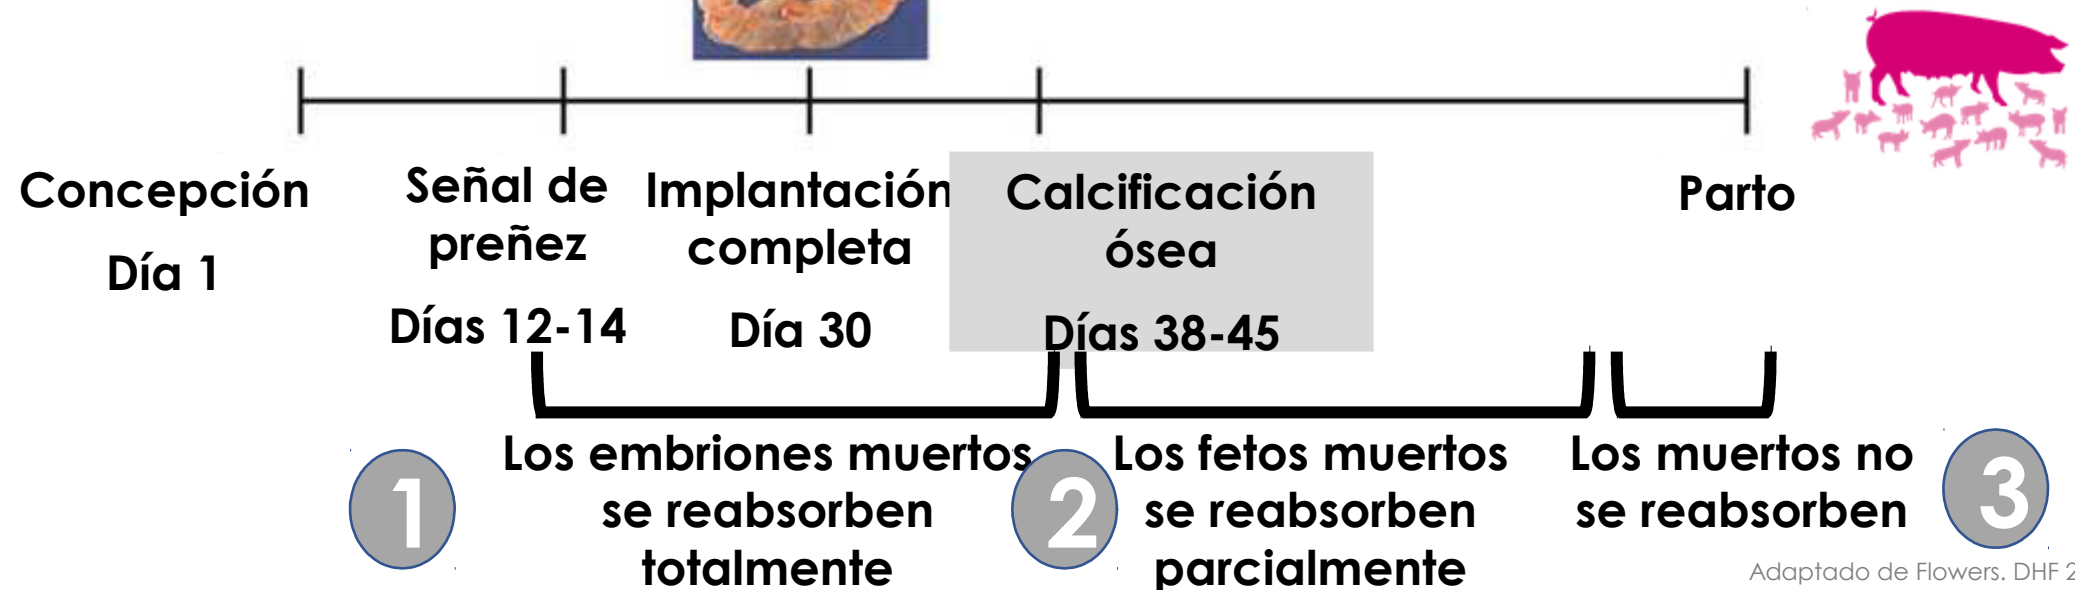 Concepción
Día 1
Señal de
preñez
Días 12-14
Implantación
completa
Día 30
Calcificación
ósea
Días 38-45
Parto
1
Los embriones muertos
se reabsorben
totalmente
2
Los fetos muertos
se reabsorben
parcialmente
Los muertos no
se reabsorben
3
Adaptado de Flowers. DHF 2